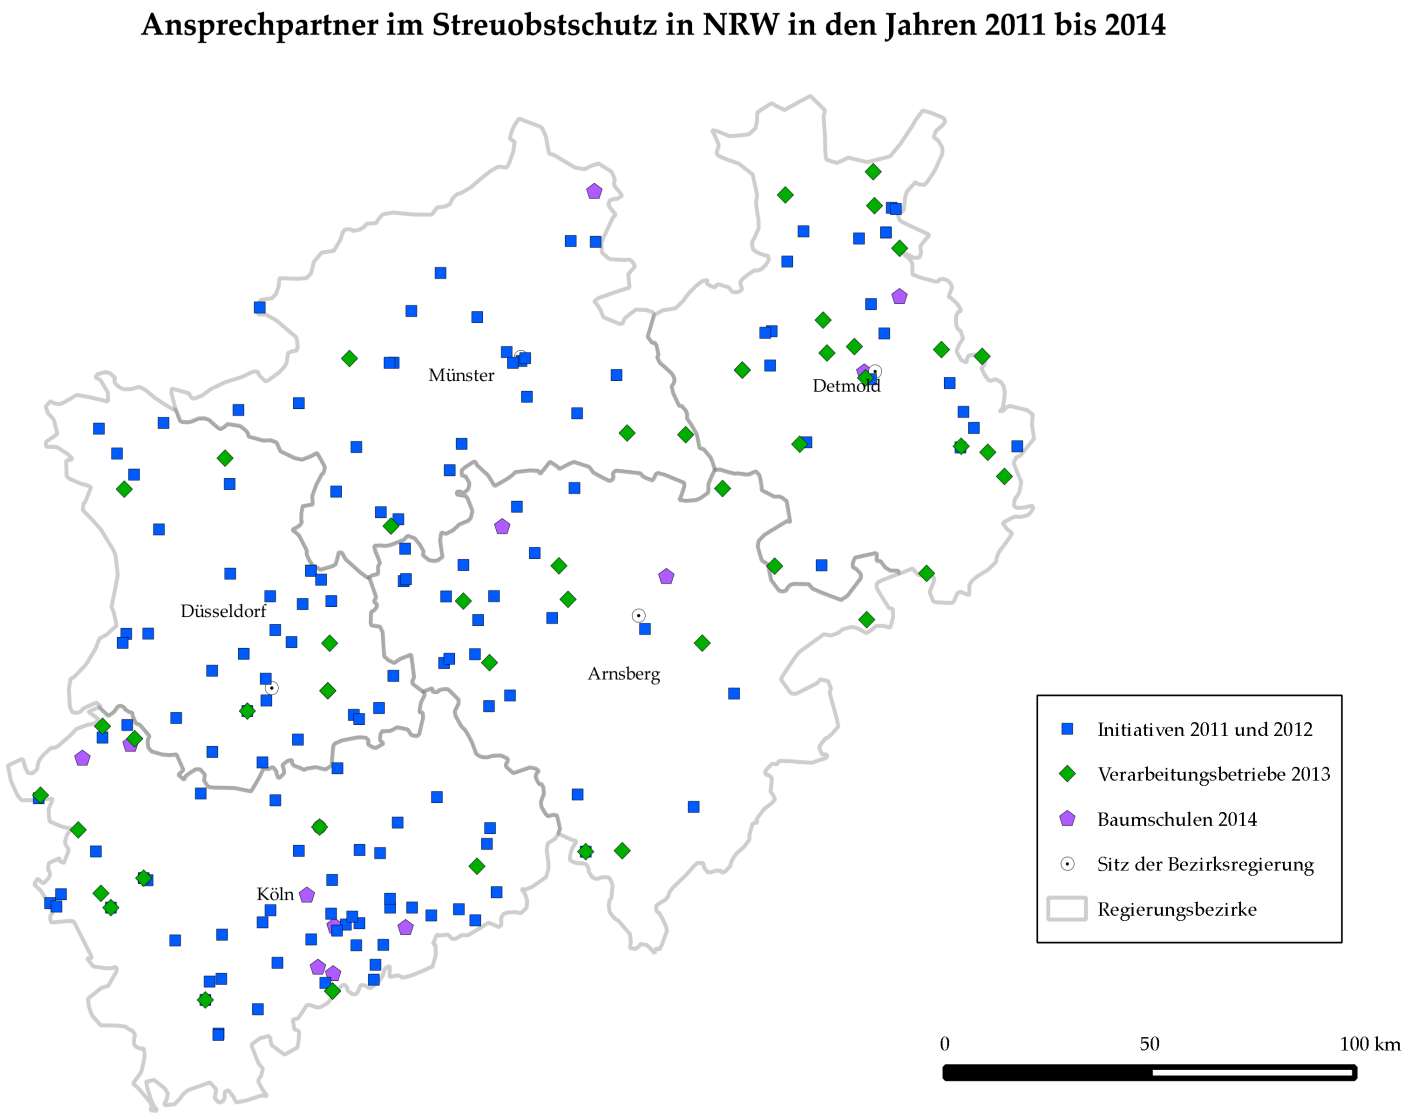 Ansprechpartner im Streuobstschutz in NRW in den Jahren 2011 bis 2014
Münster
Detmold
Düsseldorf
Arnsberg
Köln
Initiativen 2011 und 2012
Verarbeitungsbetriebe 2013
Baumschulen 2014
Sitz der Bezirksregierung
Regierungsbezirke
0 50 100 km